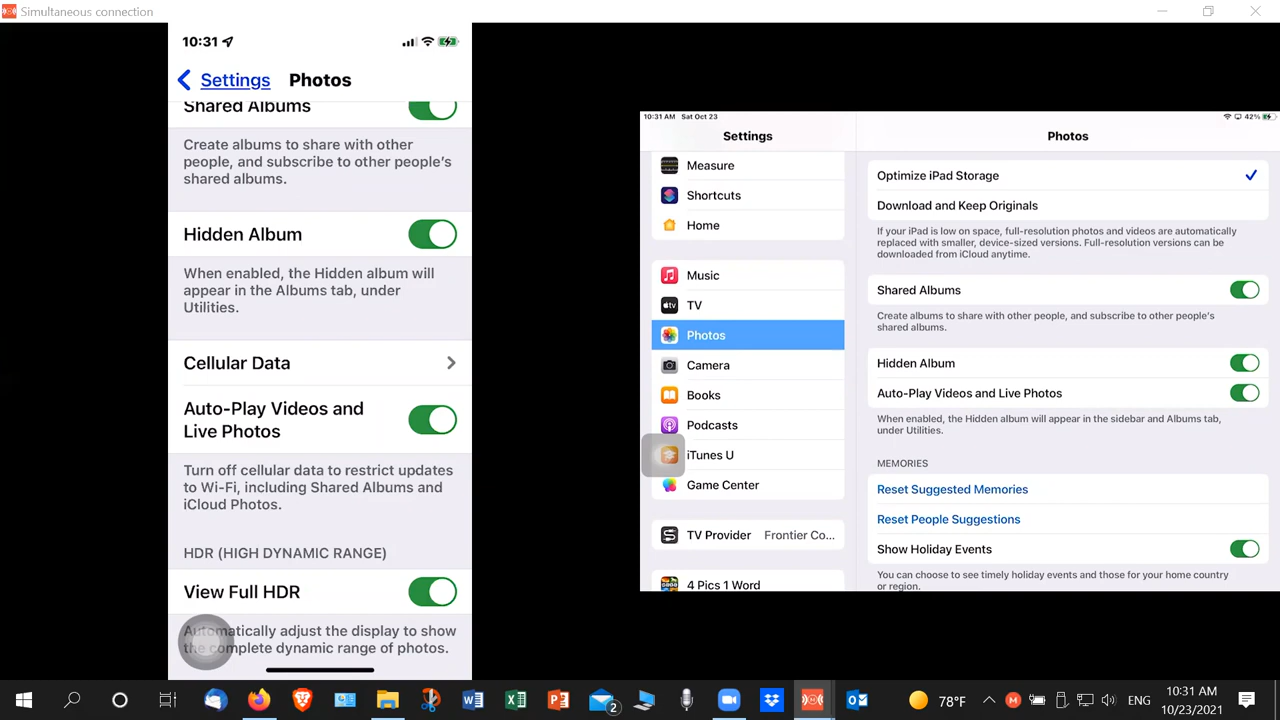 Simultaneous connection
10:31
Settings Photos
Shared Albums
Create albums to share with other
people, and subscribe to other people's
shared albums.
Hidden Album
When enabled, the Hidden album will
appear in the Albums tab, under
Utilities.
Cellular Data
Auto-Play Videos and
Live Photos
Turn off cellular data to restrict updates
to Wi-Fi, including Shared Albums and
iCloud Photos.
HDR (HIGH DYNAMIC RANGE)
View Full HDR
Automatically adjust the display to show
the complete dynamic range of photos.
10:31 AM Sat Oct 23
42%
Settings
Measure
Shortcuts
Home
Music
tv TV
Photos
Camera
Books
Podcasts
iTunes U
Game Center
TV Provider Frontier Co...
4 Pics 1 Word
Photos
Optimize iPad Storage
Download and Keep Originals
If your iPad is low on space, full-resolution photos and videos are automatically
replaced with smaller, device-sized versions. Full-resolution versions can be
downloaded from iCloud anytime.
Shared Albums
Create albums to share with other people, and subscribe to other people's
shared albums.
Hidden Album
Auto-Play Videos and Live Photos
When enabled, the Hidden album will appear in the sidebar and Albums tab,
under Utilities.
MEMORIES
Reset Suggested Memories
Reset People Suggestions
Show Holiday Events
You can choose to see timely holiday events and those for your home country
or region.
2
78°F
ENG
10:31 AM
10/23/2021